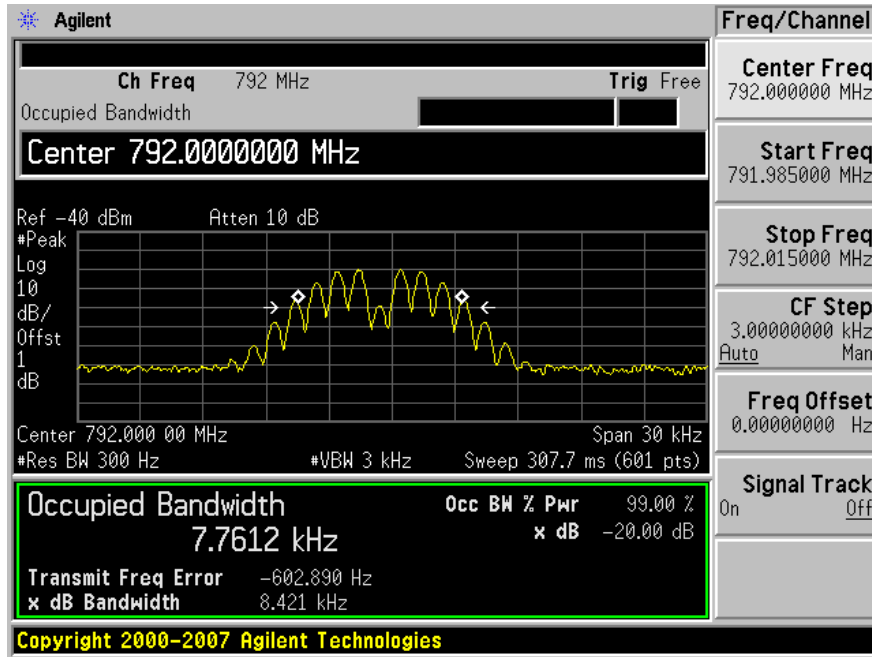 Agilent
Freq/Channel
Ch Freq 792 MHz Trig Free
Occupied Bandwidth
Center 792.0000000 MHz
Center Freq
792.000000 MHz
Start Freq
791.985000 MHz
Stop Freq
792.015000 MHz
CF Step
3.00000000 kHz
Auto Man
Freq Offset
0.00000000 Hz
Signal Track
On Off
Ref -40 dBm Atten 10 dB
#Peak
Log
10
dB/
Offst
1
dB
Center 792.000 00 MHz Span 30 kHz
#Res BW 300 Hz #VBW 3 kHz Sweep 307.7 ms (601 pts)
Occupied Bandwidth
7.7612 kHz
Occ BW % Pwr 99.00 %
x dB -20.00 dB
Transmit Freq Error -602.890 Hz
x dB Bandwidth 8.421 kHz
Copyright 2000-2007 Agilent Technologies